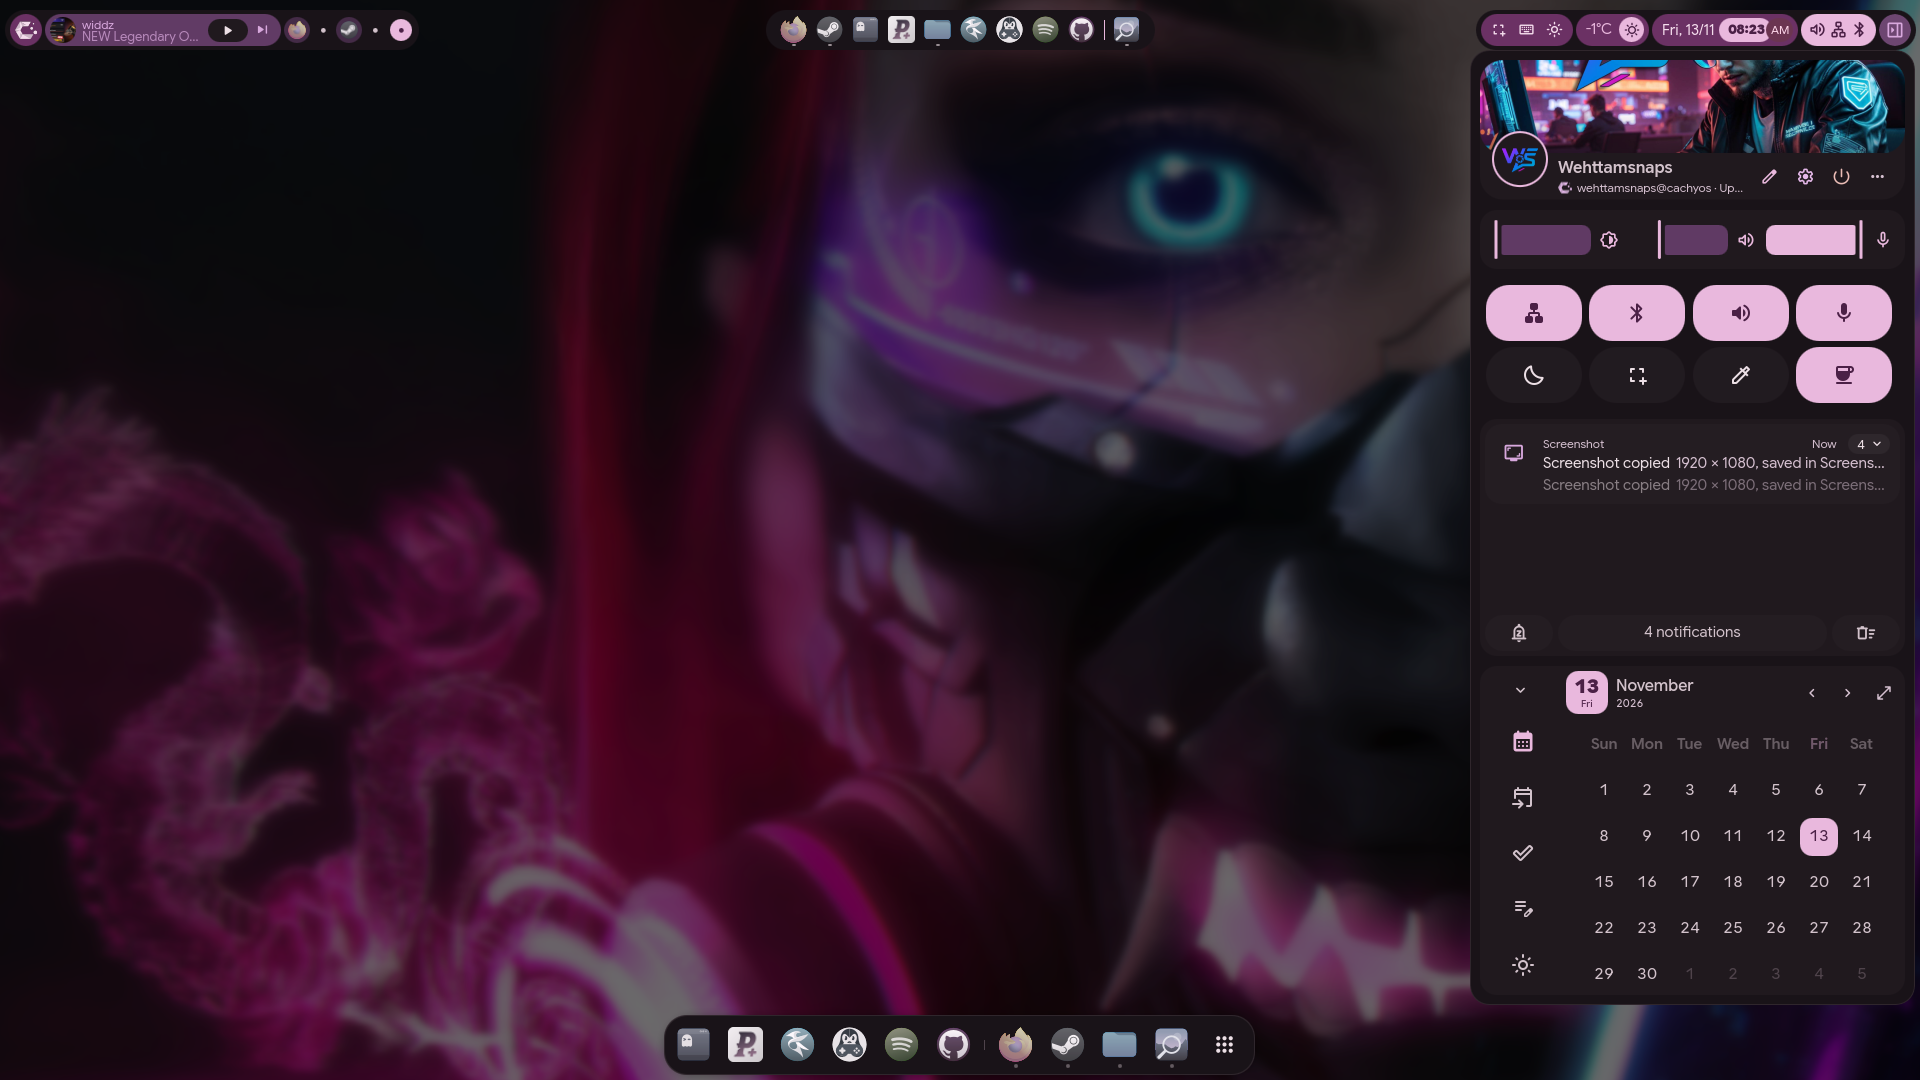 widdz
NEW Legendary O...
-1°C
Fri, 13/11
08:23 AM
WS
Wehttamsnaps
wehttamsnaps@cachyos · Up...
Screenshot
Now
4
Screenshot copied 1920 × 1080, saved in Screens...
Screenshot copied 1920 × 1080, saved in Screens...
4 notifications
13
Fri
November
2026
Sun Mon Tue Wed Thu Fri Sat
1 2 3 4 5 6 7
8 9 10 11 12 13 14
15 16 17 18 19 20 21
22 23 24 25 26 27 28
29 30 1 2 3 4 5